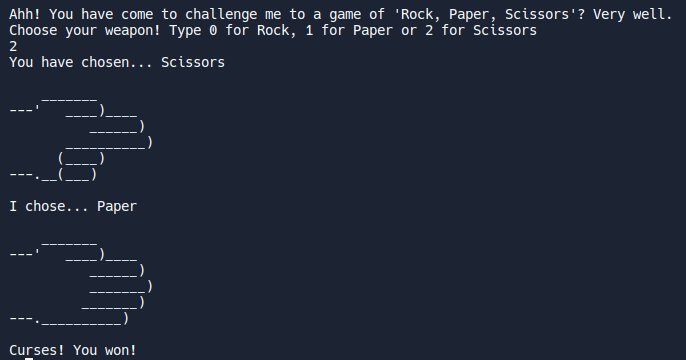 Ahh! You have come to challenge me to a game of 'Rock, Paper, Scissors'? Very well.
Choose your weapon! Type 0 for Rock, 1 for Paper or 2 for Scissors
2
You have chosen... Scissors
    _______
---'   ____)____
          ______)
       __________)
      (____)
---.__(___)
I chose... Paper
    _______
---'   ____)____
          ______)
          _______)
         _______)
---.__________)
Curses! You won!